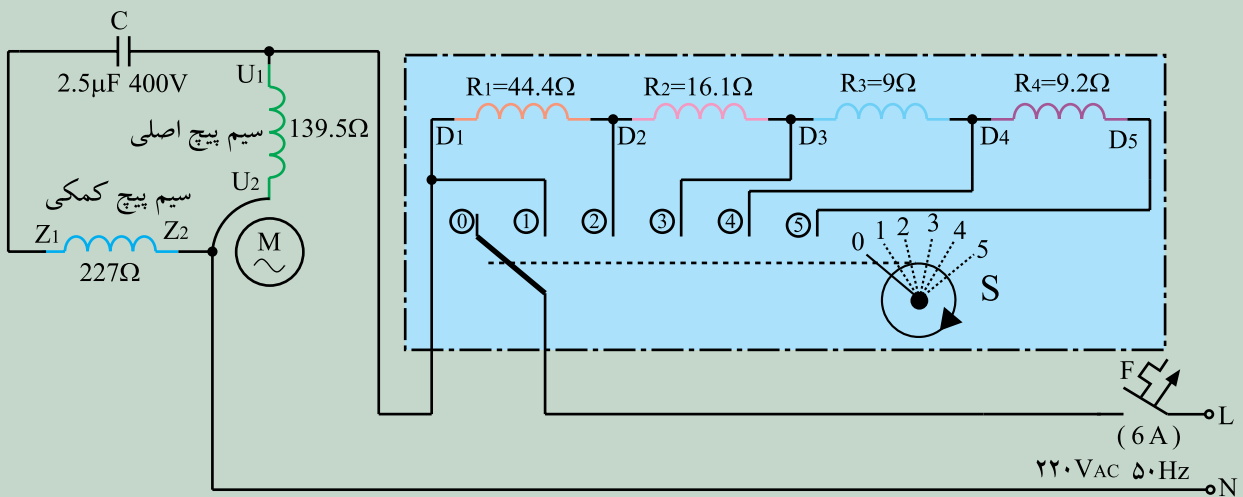 C
2.5µF 400V
U1
سیم پیچ اصلی
139.5Ω
U2
سیم پیچ کمکی
Z1
Z2
227Ω
M
R1=44.4Ω
R2=16.1Ω
R3=9Ω
R4=9.2Ω
D1
D2
D3
D4
D5
0
1
2
3
4
5
0 1 2 3 4 5
S
F
L
(6A)
۲۲۰VAC ۵۰Hz
N